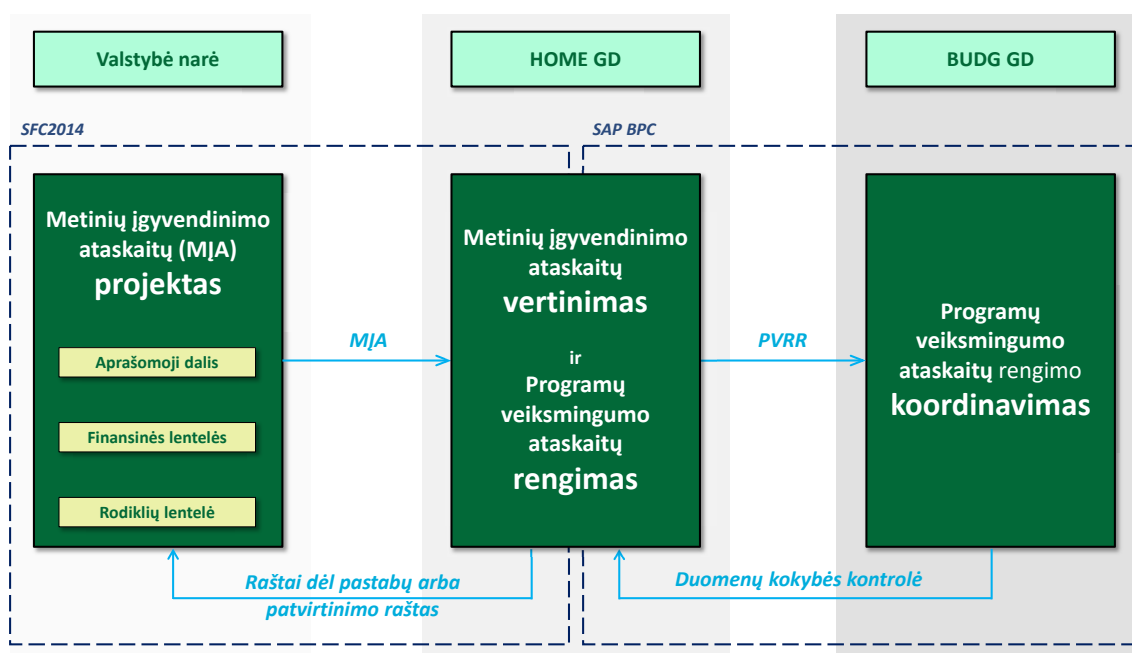 Valstybė narė
HOME GD
BUDG GD
SFC2014
SAP BPC
Metinių įgyvendinimo
ataskaitų (MĮA)
projektas
Aprašomoji dalis
Finansinės lentelės
Rodiklių lentelė
MĮA
Metinių įgyvendinimo
ataskaitų
vertinimas
ir
Programų
veiksmingumo
ataskaitų
rengimas
PVRR
Programų
veiksmingumo
ataskaitų rengimo
koordinavimas
Raštai dėl pastabų arba
patvirtinimo raštas
Duomenų kokybės kontrolė